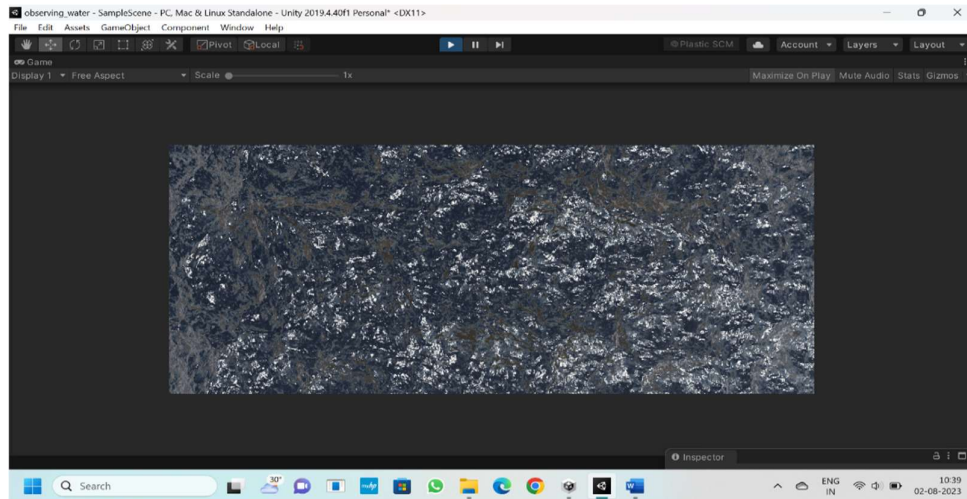 observing_water - SampleScene - PC, Mac & Linux Standalone - Unity 2019.4.40f1 Personal* <DX11>
File Edit Assets GameObject Component Window Help
Pivot Local Plastic SCM Account Layers Layout
Game
Display 1 Free Aspect Scale 1x Maximize On Play Mute Audio Stats Gizmos
Inspector
Search 30° ENG 10:39
IN 02-08-2023